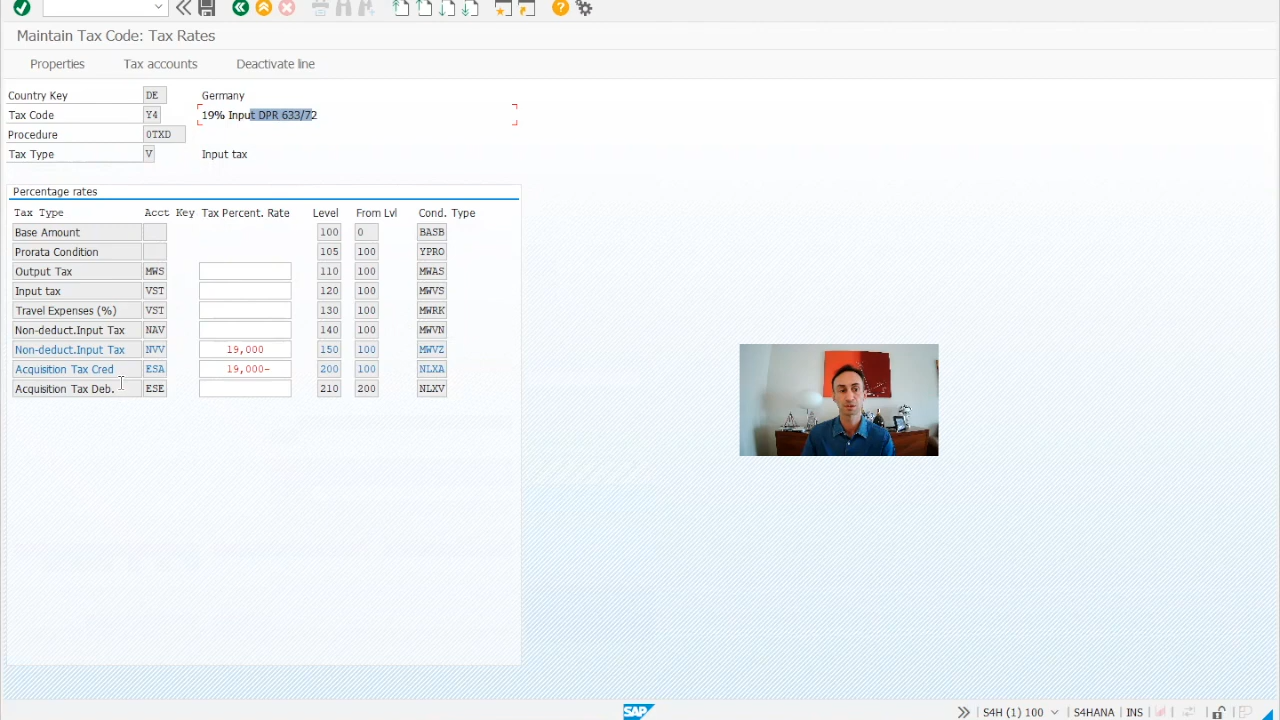 Maintain Tax Code: Tax Rates
Properties Tax accounts Deactivate line
Country Key DE Germany
Tax Code Y4 19% Input DPR 633/72
Procedure 0TXD
Tax Type V Input tax
Percentage rates
Tax Type Acct Key Tax Percent. Rate Level From Lvl Cond. Type
Base Amount 100 0 BASB
Prorata Condition 105 100 YPRO
Output Tax MWS 110 100 MWAS
Input tax VST 120 100 MWVS
Travel Expenses (%) VST 130 100 MWRK
Non-deduct.Input Tax NAV 140 100 MWVN
Non-deduct.Input Tax NVV 19,000 150 100 MWVZ
Acquisition Tax Cred ESA 19,000- 200 100 NLXA
Acquisition Tax Deb. ESE 210 200 NLXV
SAP S4H (1) 100 S4HANA INS